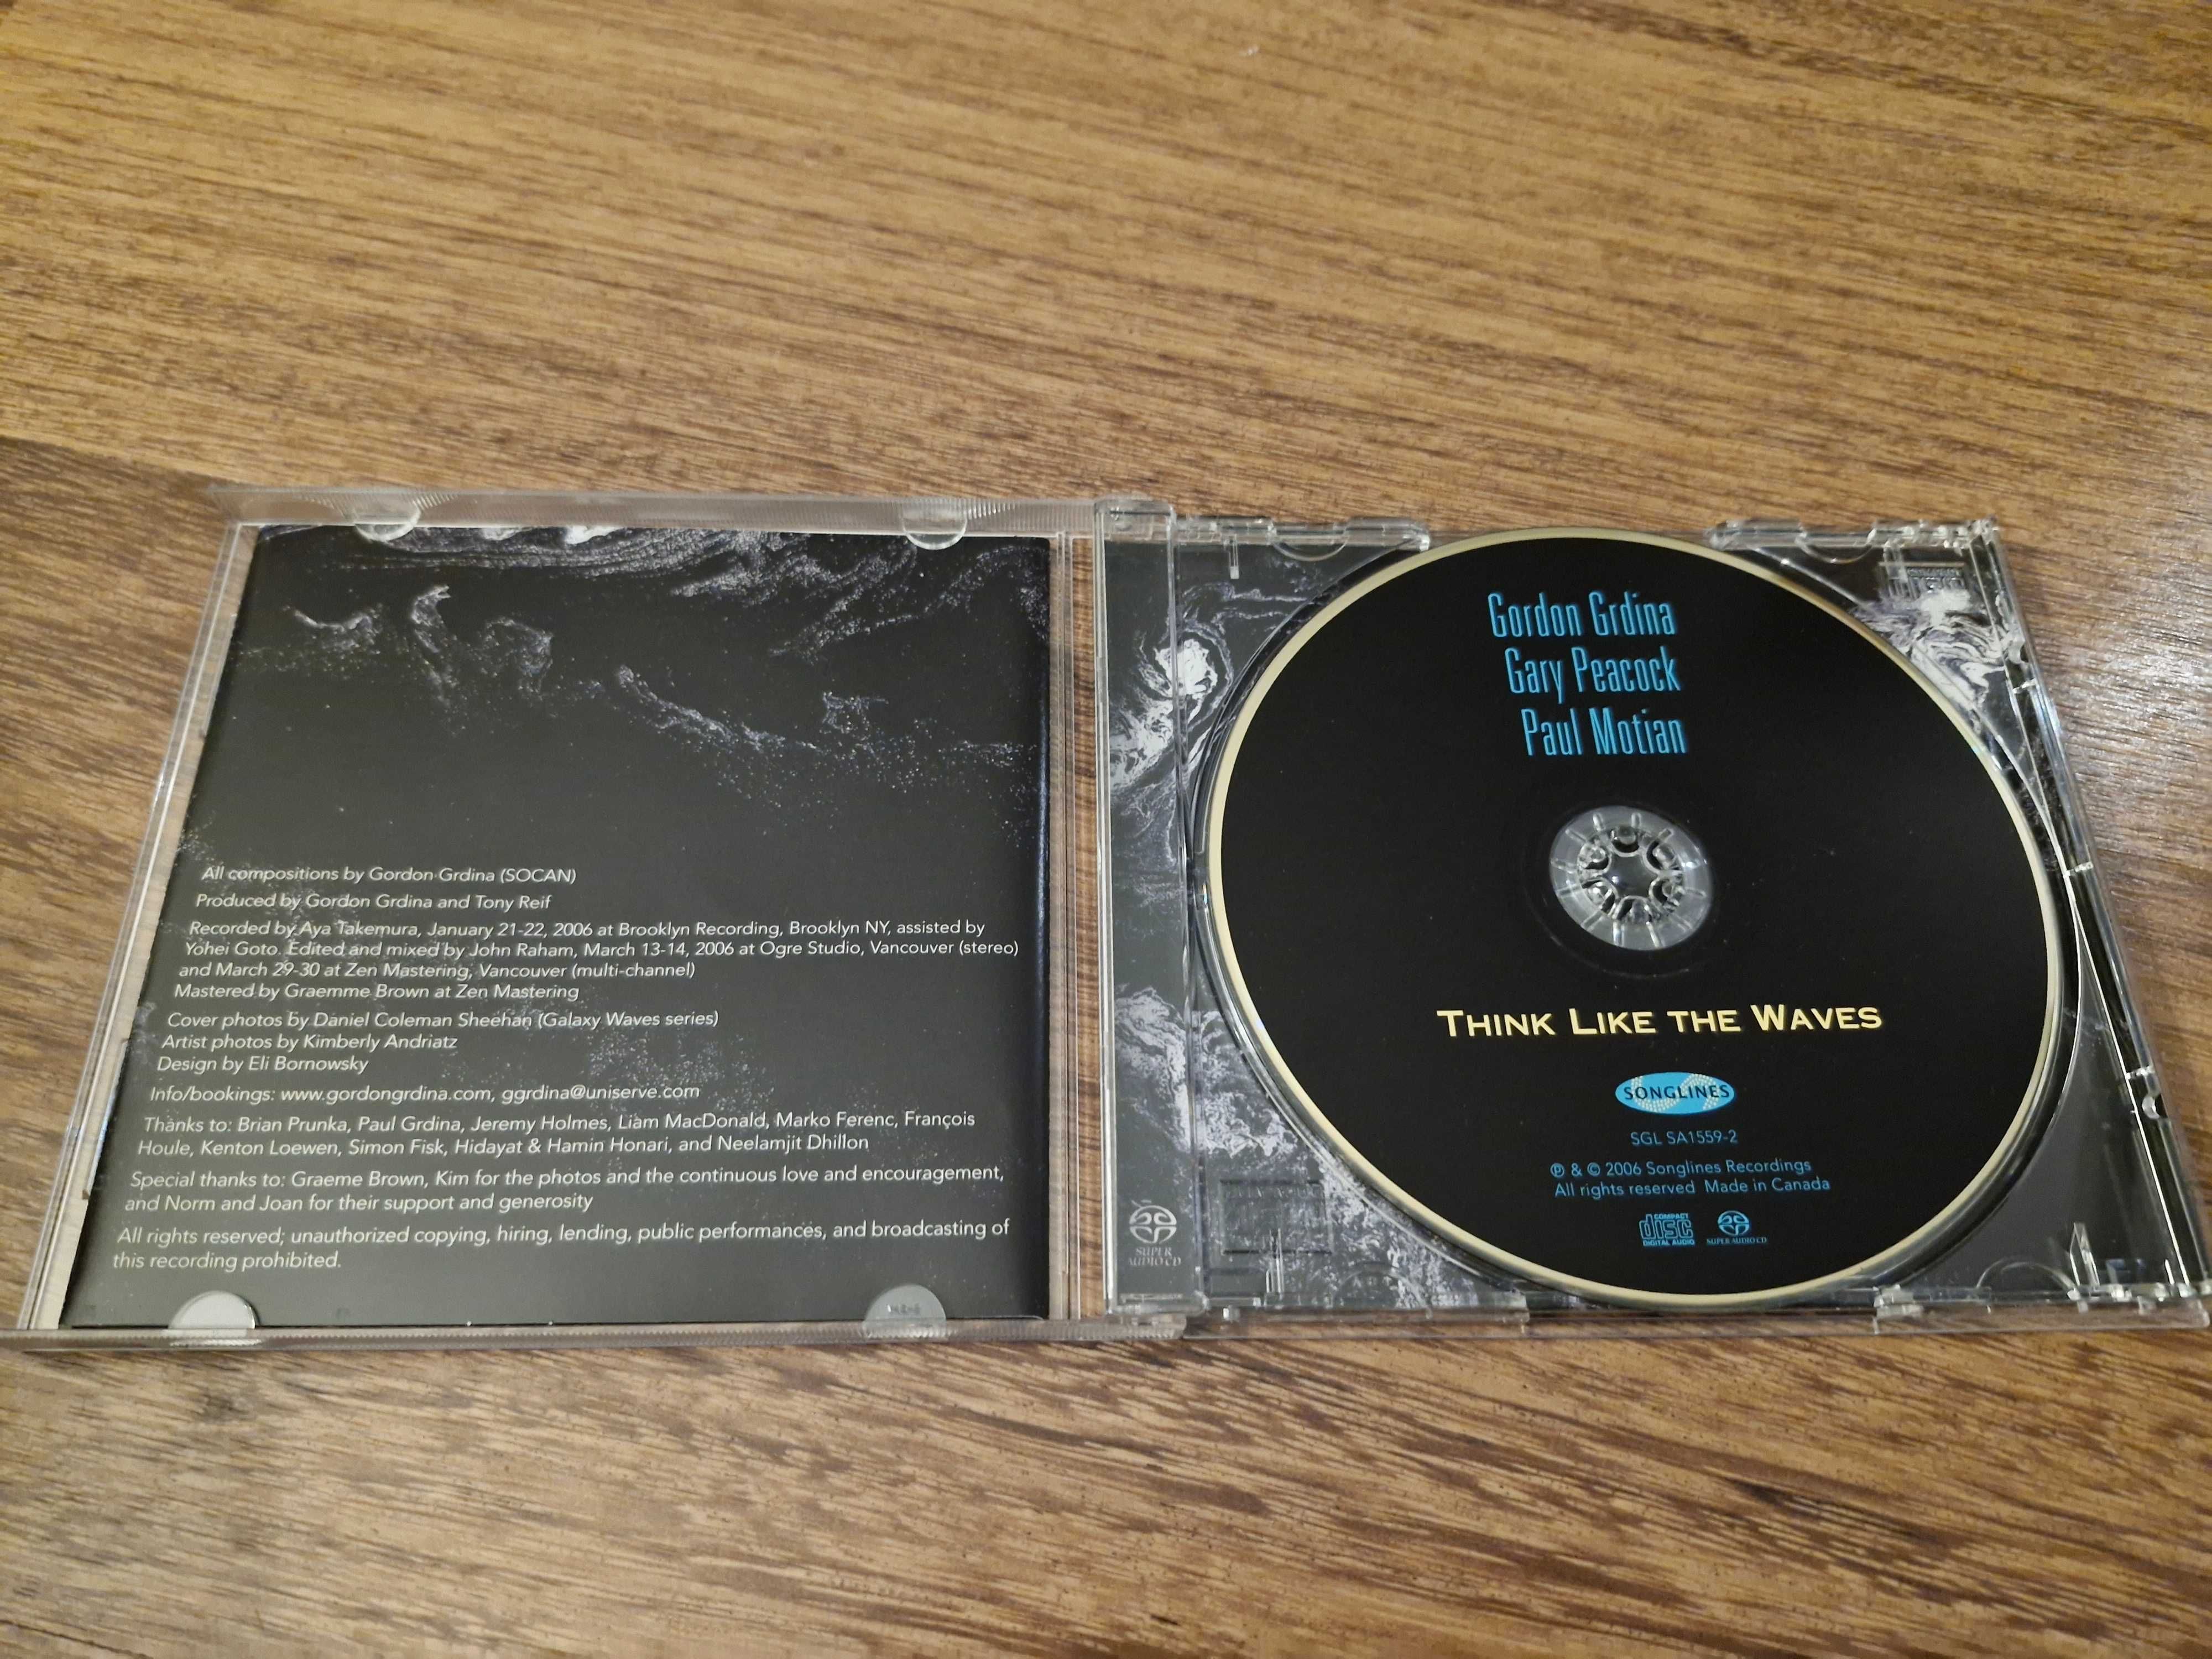 All compositions by Gordon Grdina (SOCAN)
Produced by Gordon Grdina and Tony Reif
Recorded by Aya Takemura, January 21-22, 2006 at Brooklyn Recording, Brooklyn NY, assisted by
Yohei Goto. Edited and mixed by John Raham, March 13-14, 2006 at Ogre Studio, Vancouver (stereo)
and March 29-30 at Zen Mastering, Vancouver (multi-channel)
Mastered by Graemme Brown at Zen Mastering
Cover photos by Daniel Coleman Sheehan (Galaxy Waves series)
Artist photos by Kimberly Andriatz
Design by Eli Bornowsky
Info/bookings: www.gordongrdina.com, ggrdina@uniserve.com
Thanks to: Brian Prunka, Paul Grdina, Jeremy Holmes, Liam MacDonald, Marko Ferenc, François
Houle, Kenton Loewen, Simon Fisk, Hidayat & Hamin Honari, and Neelamjit Dhillon
Special thanks to: Graeme Brown, Kim for the photos and the continuous love and encouragement,
and Norm and Joan for their support and generosity
All rights reserved; unauthorized copying, hiring, lending, public performances, and broadcasting of
this recording prohibited.
SUPER
AUDIO CD
Gordon Grdina
Gary Peacock
Paul Motian
THINK LIKE THE WAVES
SONGLINES
SGL SA1559-2
℗ & © 2006 Songlines Recordings
All rights reserved Made in Canada
COMPACT
disc
DIGITAL AUDIO
SUPER AUDIO CD